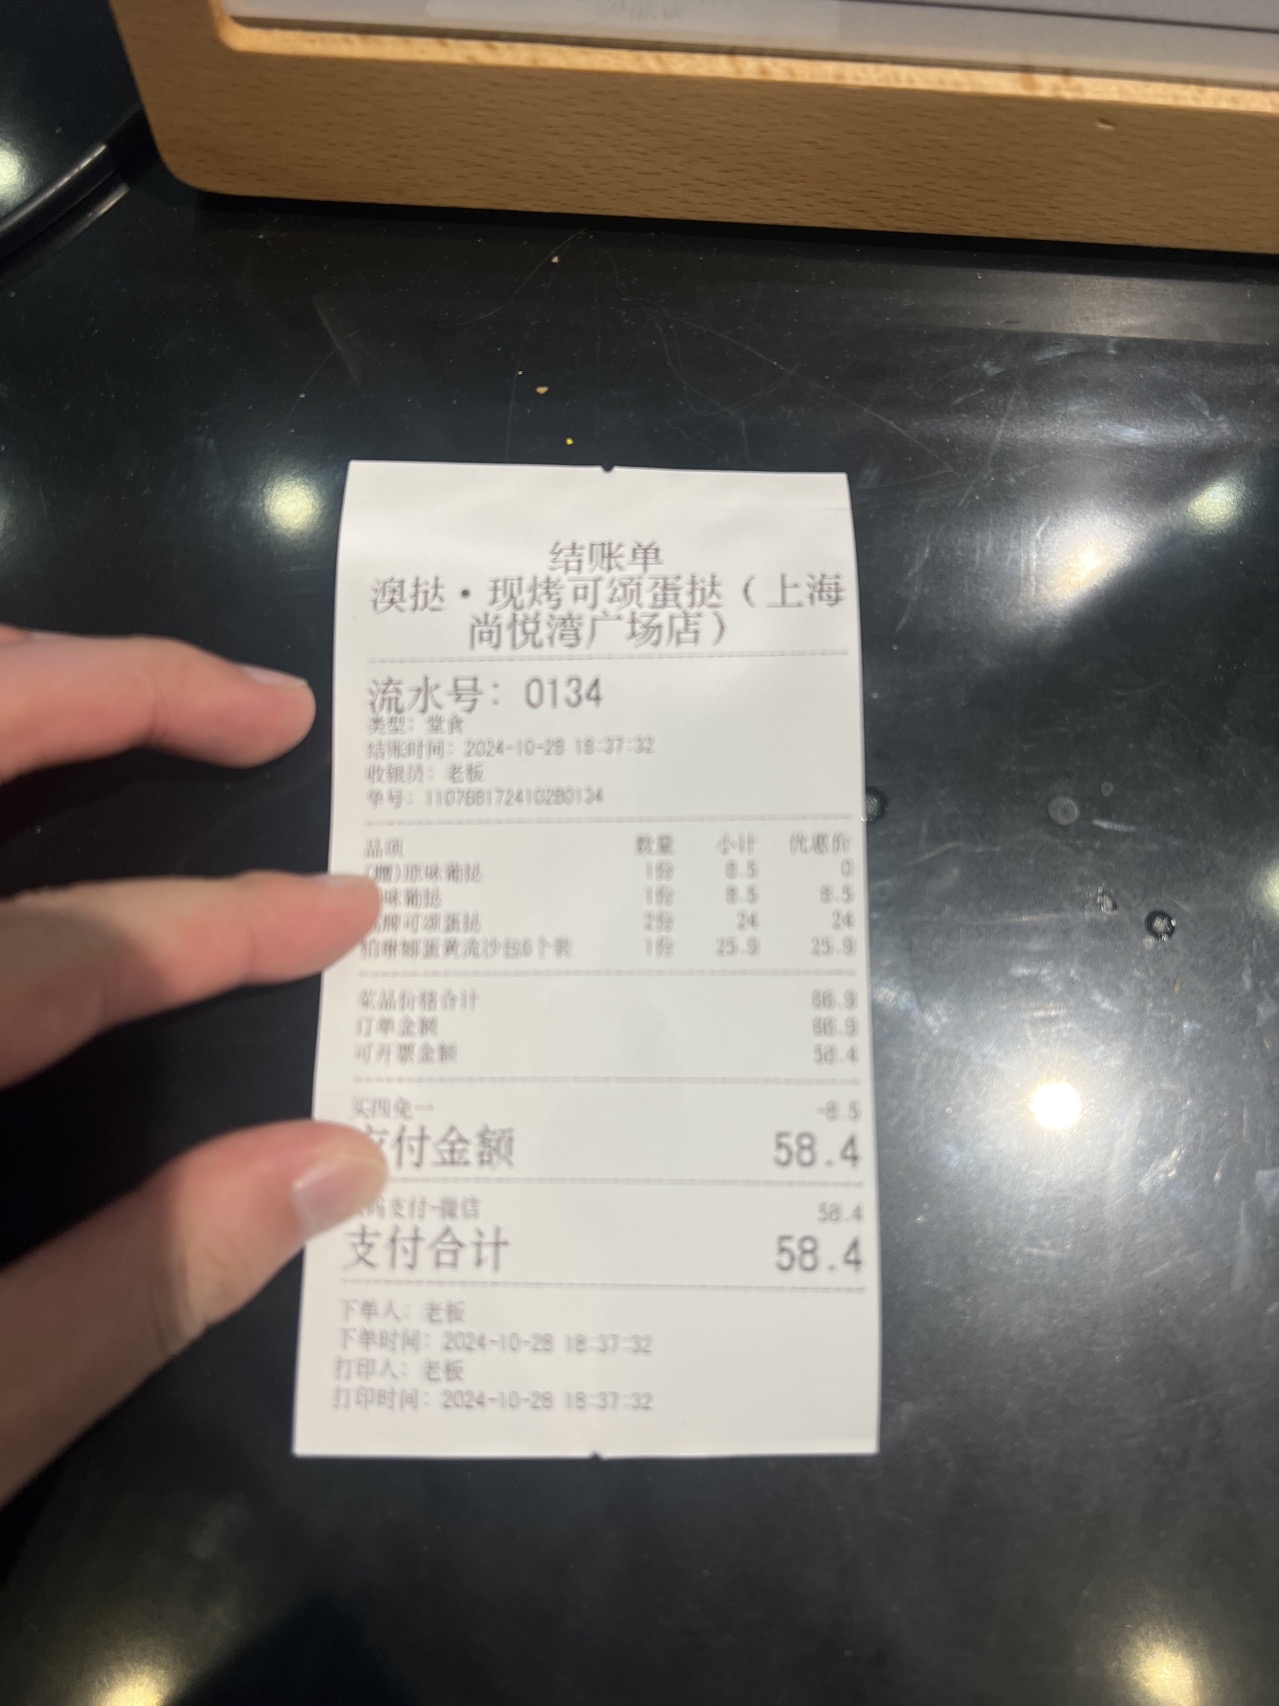 结账单
澳挞·现烤可颂蛋挞（上海
尚悦湾广场店）
流水号：0134
类型：堂食
结账时间：2024-10-28 18:37:32
收银员：老板
单号：110768172410280134
品项 数量 小计 优惠价
(赠)原味葡挞 1份 8.5 0
味葡挞 1份 8.5 8.5
牌可颂蛋挞 2份 24 24
帕琳娜蛋黄流沙包6个装 1份 25.9 25.9
菜品价格合计 66.9
订单金额 66.9
可开票金额 58.4
买四免一 -8.5
应付金额 58.4
码支付-微信 58.4
支付合计 58.4
下单人：老板
下单时间：2024-10-28 18:37:32
打印人：老板
打印时间：2024-10-28 18:37:32